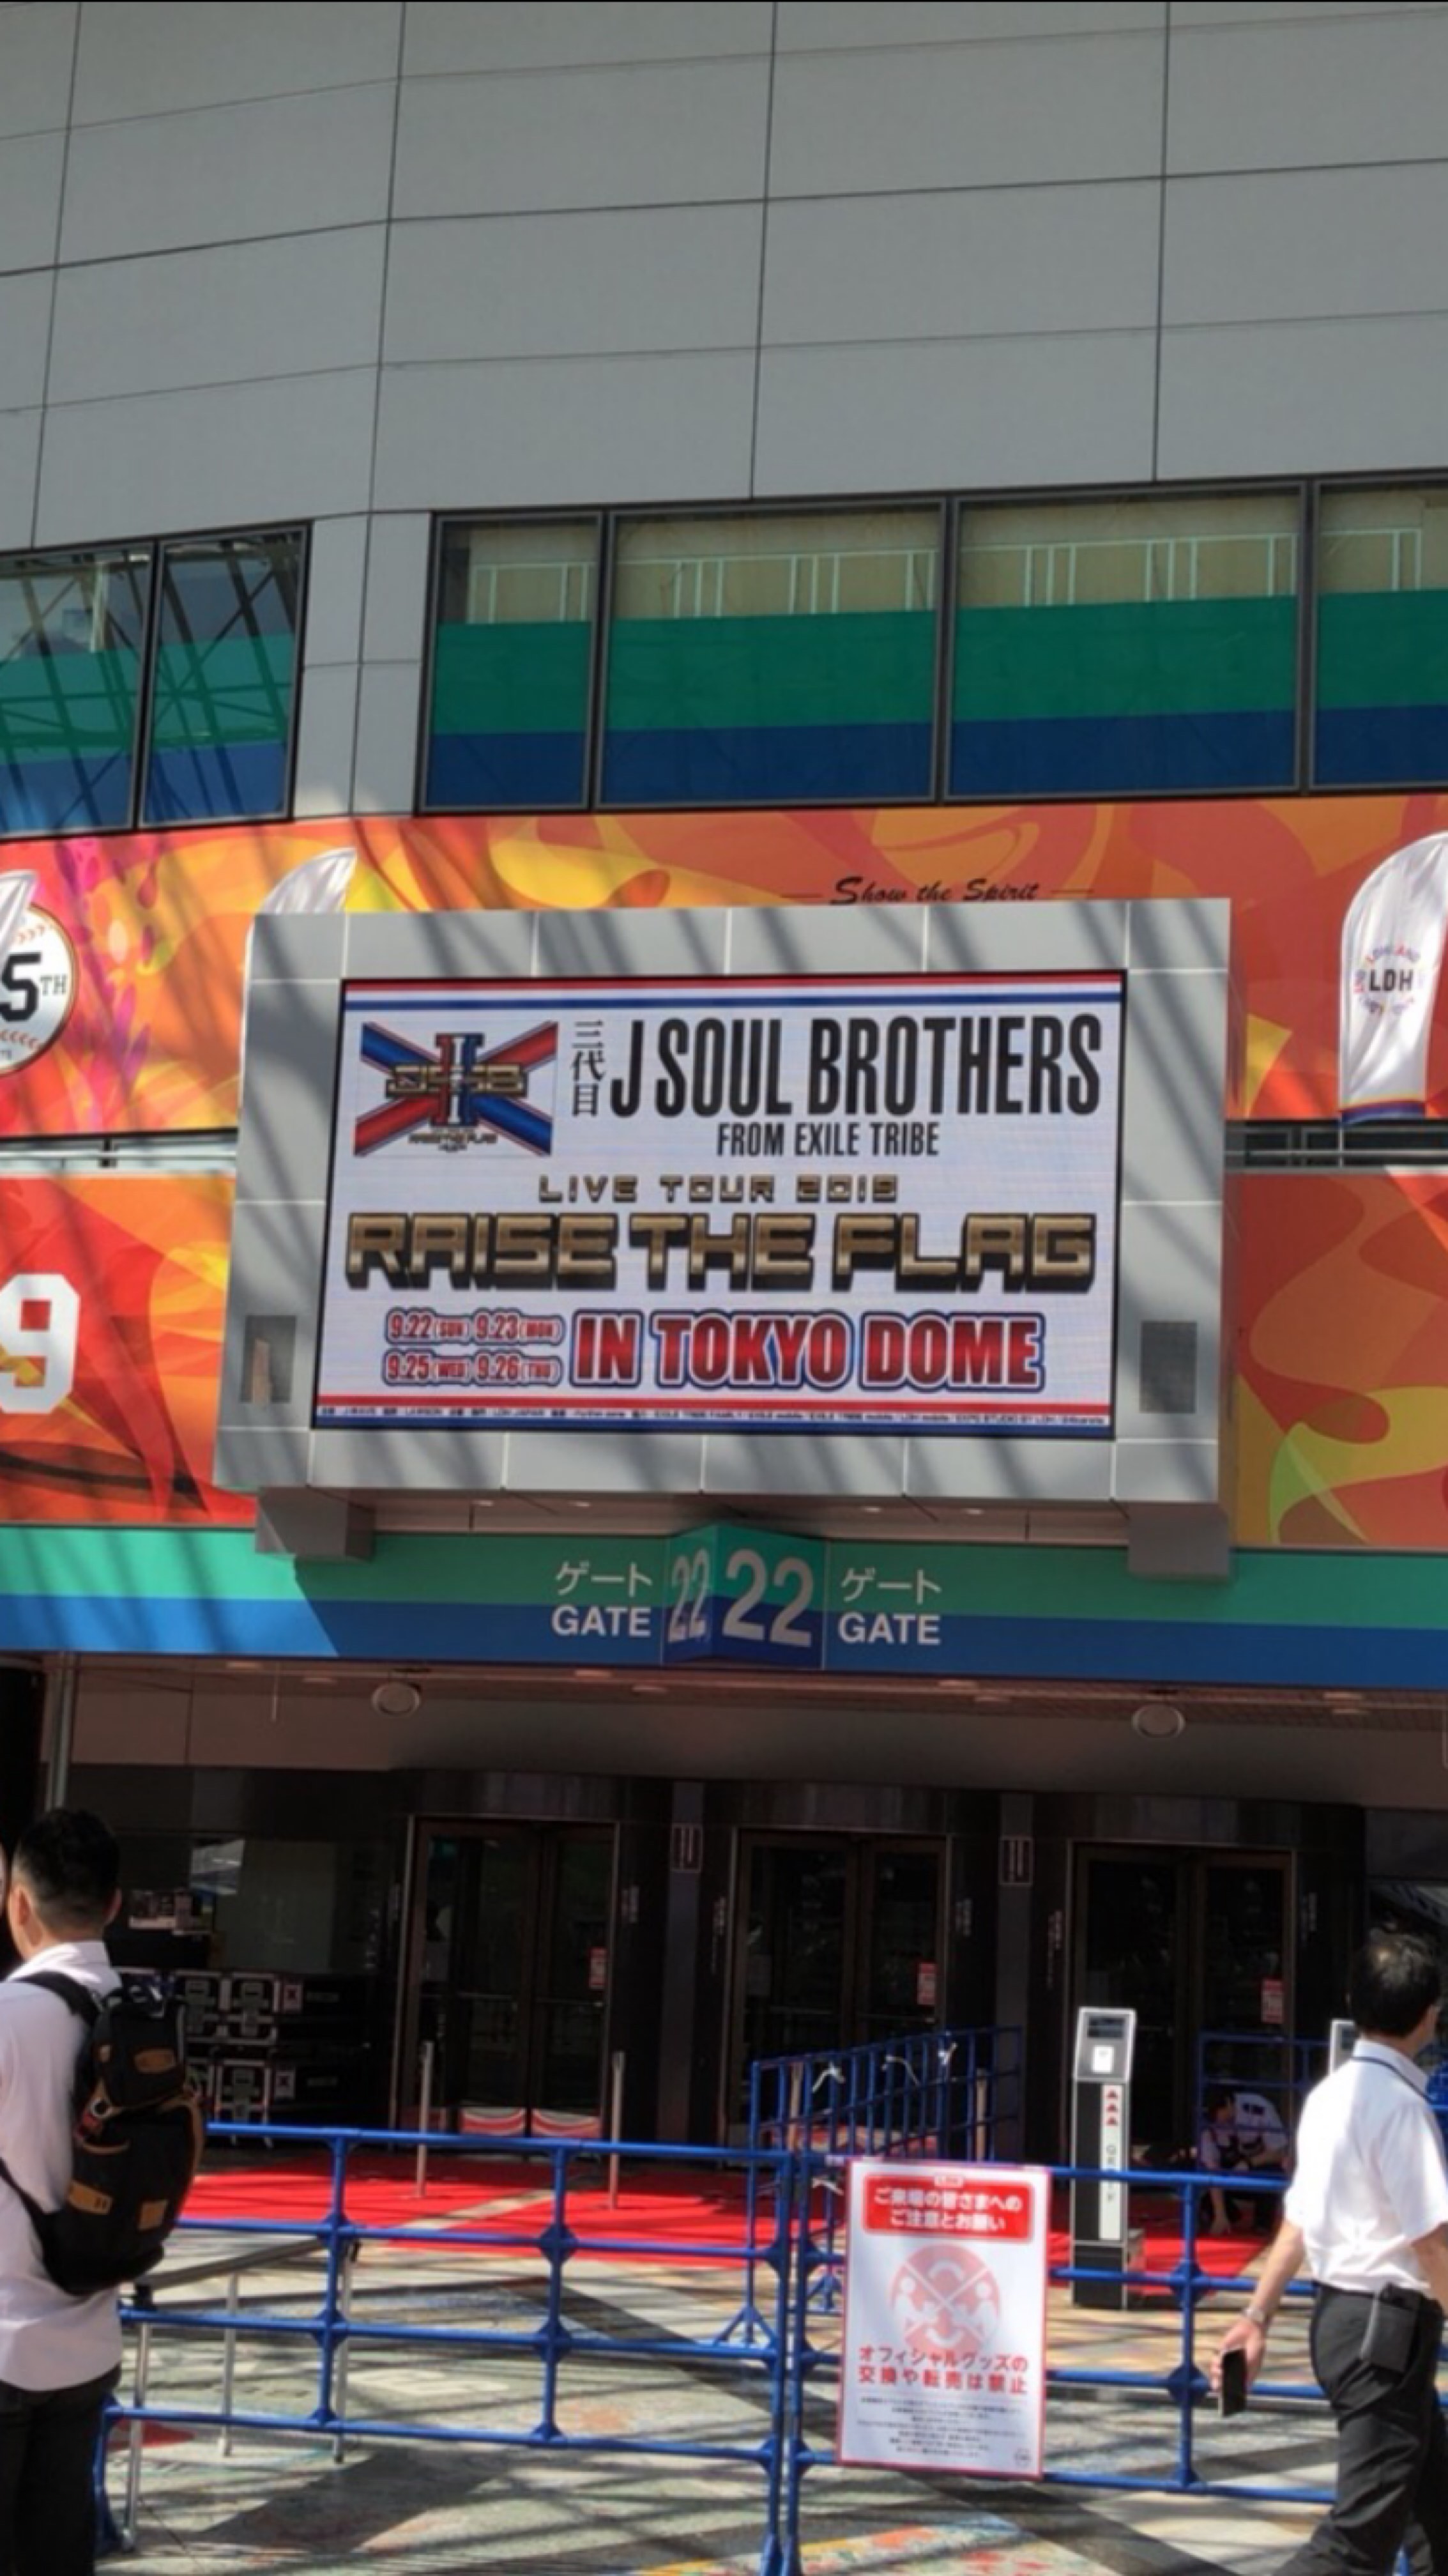 Show the Spirit
5TH
LDH
9
三代目 J SOUL BROTHERS
FROM EXILE TRIBE
RAISE THE FLAG
LIVE TOUR 2019
RAISE THE FLAG
9.22(SUN) 9.23(MON)
9.25(WED) 9.26(THU)
IN TOKYO DOME
ゲート 22 22 ゲート
GATE GATE
ご来場の皆さまへの
ご注意とお願い
オフィシャルグッズの
交換や転売は禁止